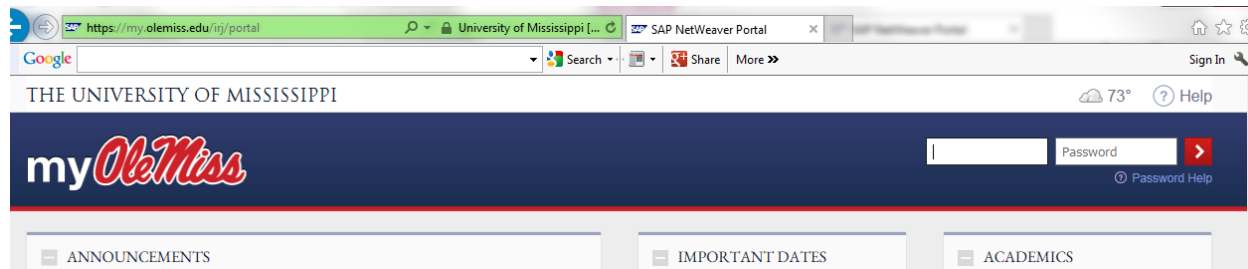 https://my.olemiss.edu/irj/portal University of Mississippi [... SAP NetWeaver Portal
Google Search Share More » Sign In
THE UNIVERSITY OF MISSISSIPPI 73° ? Help
my Ole Miss Password
? Password Help
ANNOUNCEMENTS IMPORTANT DATES ACADEMICS